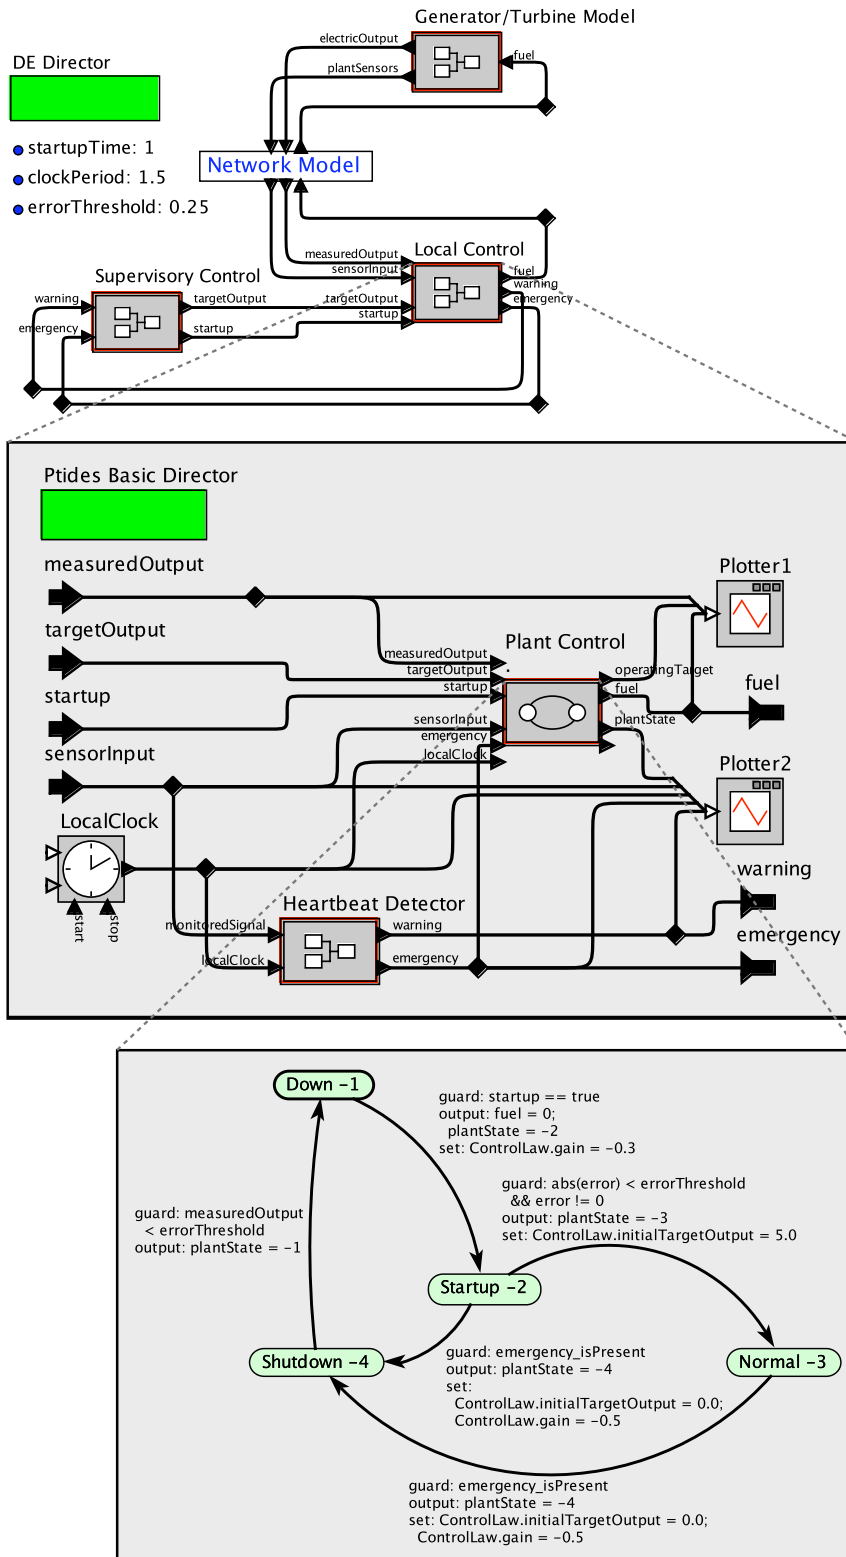 Generator/Turbine Model
electricOutput
plantSensors
fuel
DE Director
startupTime: 1
clockPeriod: 1.5
errorThreshold: 0.25
Network Model
Local Control
measuredOutput
sensorInput
targetOutput
startup
fuel
warning
emergency
Supervisory Control
warning
emergency
targetOutput
startup
Ptides Basic Director
measuredOutput
targetOutput
startup
sensorInput
LocalClock
start
stop
Plant Control
measuredOutput
targetOutput
startup
sensorInput
emergency
localClock
operatingTarget
fuel
plantState
Plotter1
fuel
Plotter2
warning
emergency
Heartbeat Detector
monitoredSignal
localClock
warning
emergency
Down -1
guard: startup == true
output: fuel = 0;
plantState = -2
set: ControlLaw.gain = -0.3
guard: abs(error) < errorThreshold
&& error != 0
output: plantState = -3
set: ControlLaw.initialTargetOutput = 5.0
guard: measuredOutput
< errorThreshold
output: plantState = -1
Startup -2
Shutdown -4
Normal -3
guard: emergency_isPresent
output: plantState = -4
set:
ControlLaw.initialTargetOutput = 0.0;
ControlLaw.gain = -0.5
guard: emergency_isPresent
output: plantState = -4
set: ControlLaw.initialTargetOutput = 0.0;
ControlLaw.gain = -0.5